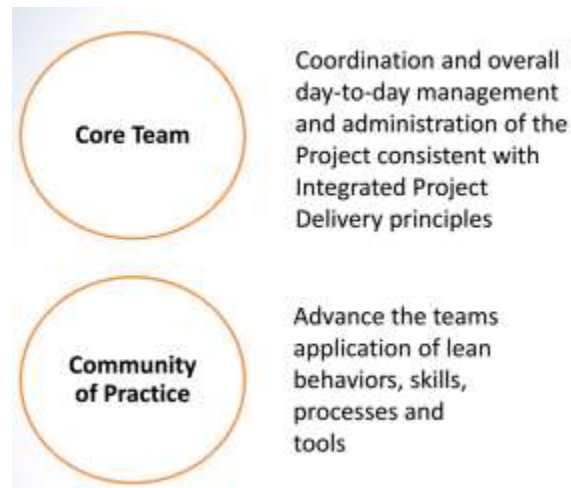 Core Team
Coordination and overall
day-to-day management
and administration of the
Project consistent with
Integrated Project
Delivery principles
Community
of Practice
Advance the teams
application of lean
behaviors, skills,
processes and
tools